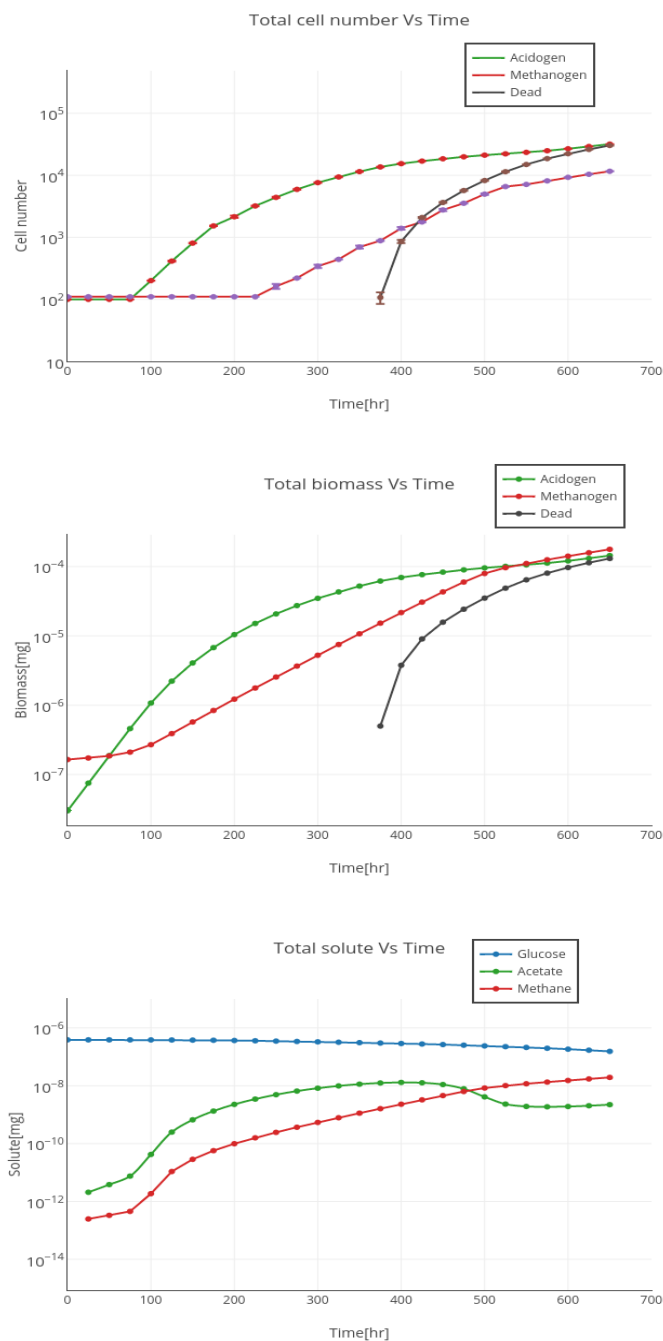 Total cell number Vs Time
Acidogen
Methanogen
Dead
10^5
10^4
10^3
10^2
10
Cell number
0 100 200 300 400 500 600 700
Time[hr]
Total biomass Vs Time
Acidogen
Methanogen
Dead
10^−4
10^−5
10^−6
10^−7
Biomass[mg]
0 100 200 300 400 500 600 700
Time[hr]
Total solute Vs Time
Glucose
Acetate
Methane
10^−6
10^−8
10^−10
10^−12
10^−14
Solute[mg]
0 100 200 300 400 500 600 700
Time[hr]